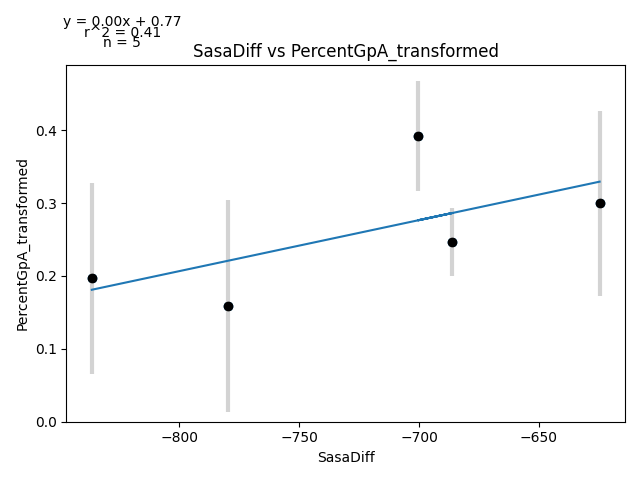 y = 0.00x + 0.77
r^2 = 0.41
n = 5
SasaDiff vs PercentGpA_transformed
PercentGpA_transformed
0.4
0.3
0.2
0.1
0.0
−800
−750
−700
−650
SasaDiff